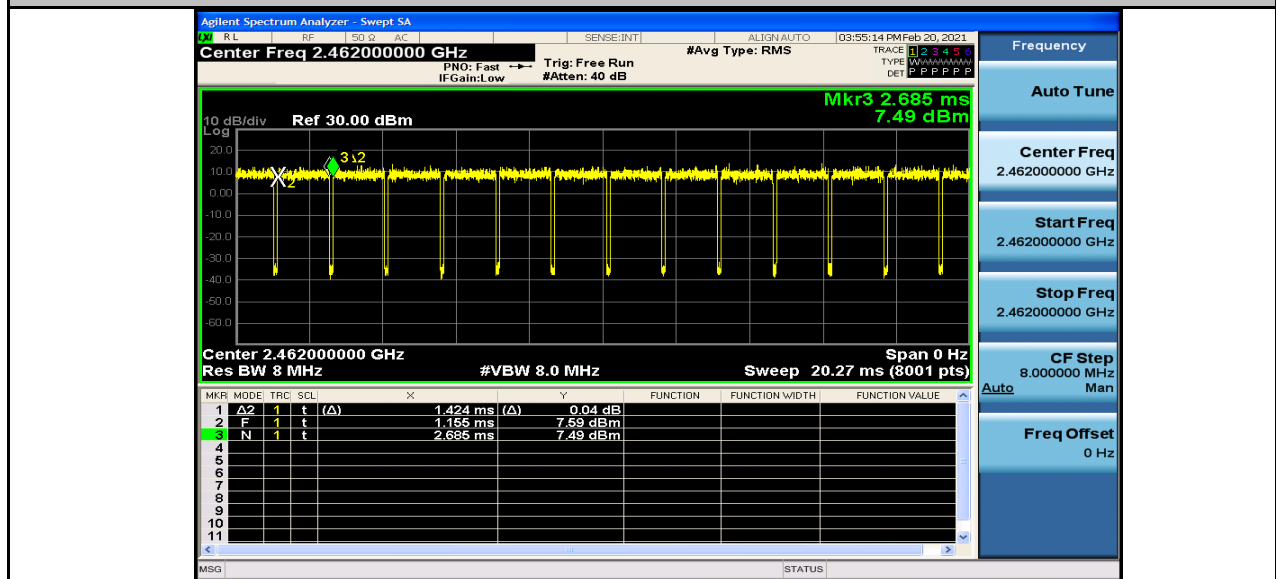 Agilent Spectrum Analyzer - Swept SA
LXI RL RF 50 Ω AC SENSE:INT ALIGN AUTO 03:55:14 PM Feb 20, 2021
Center Freq 2.462000000 GHz #Avg Type: RMS TRACE 1 2 3 4 5 6
PNO: Fast Trig: Free Run TYPE W
IFGain:Low #Atten: 40 dB DET P P P P P P
Frequency
Auto Tune
Center Freq
2.462000000 GHz
Start Freq
2.462000000 GHz
Stop Freq
2.462000000 GHz
CF Step
8.000000 MHz
Auto Man
Freq Offset
0 Hz
Mkr3 2.685 ms
7.49 dBm
10 dB/div Ref 30.00 dBm
Log
20.0
10.0
0.00
-10.0
-20.0
-30.0
-40.0
-50.0
-60.0
2
3
Δ2
Center 2.462000000 GHz Span 0 Hz
Res BW 8 MHz #VBW 8.0 MHz Sweep 20.27 ms (8001 pts)
MKR MODE TRC SCL X Y FUNCTION FUNCTION WIDTH FUNCTION VALUE
1 Δ2 1 t (Δ) 1.424 ms (Δ) 0.04 dB
2 F 1 t 1.155 ms 7.59 dBm
3 N 1 t 2.685 ms 7.49 dBm
4
5
6
7
8
9
10
11
MSG STATUS